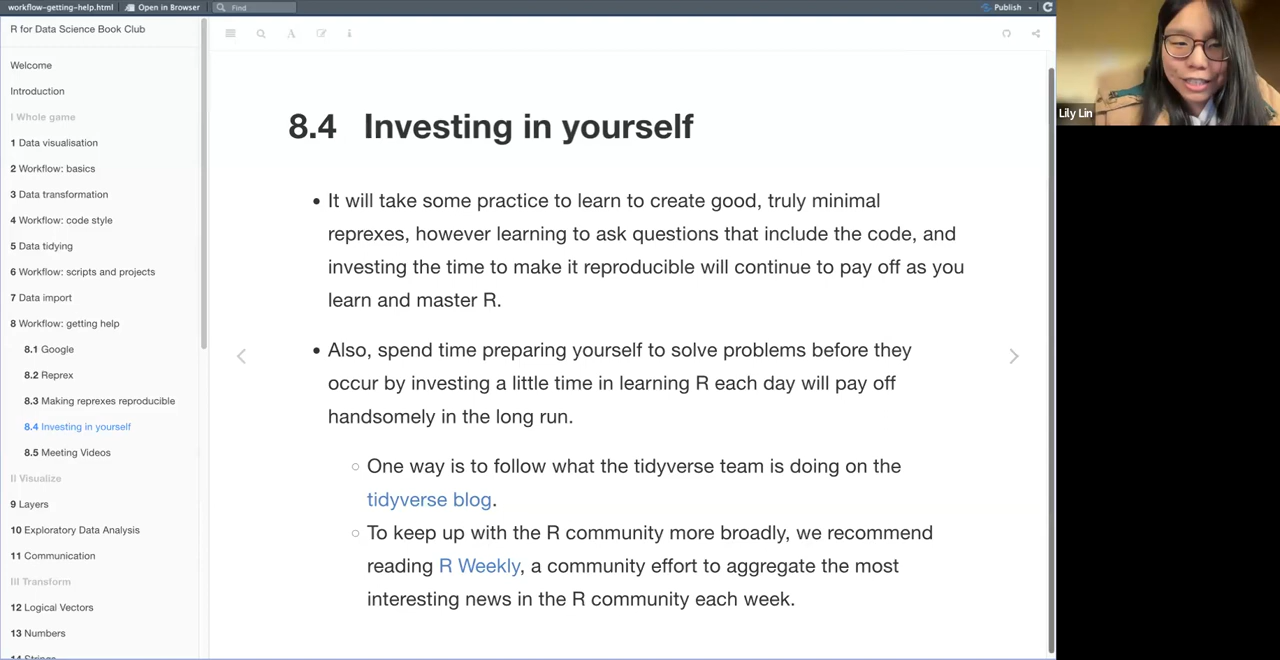 workflow-getting-help.html
Open in Browser
Find
Publish
R for Data Science Book Club
Welcome
Introduction
I Whole game
1 Data visualisation
2 Workflow: basics
3 Data transformation
4 Workflow: code style
5 Data tidying
6 Workflow: scripts and projects
7 Data import
8 Workflow: getting help
8.1 Google
8.2 Reprex
8.3 Making reprexes reproducible
8.4 Investing in yourself
8.5 Meeting Videos
II Visualize
9 Layers
10 Exploratory Data Analysis
11 Communication
III Transform
12 Logical Vectors
13 Numbers
14 Strings
8.4 Investing in yourself
It will take some practice to learn to create good, truly minimal
reprexes, however learning to ask questions that include the code, and
investing the time to make it reproducible will continue to pay off as you
learn and master R.
Also, spend time preparing yourself to solve problems before they
occur by investing a little time in learning R each day will pay off
handsomely in the long run.
One way is to follow what the tidyverse team is doing on the
tidyverse blog.
To keep up with the R community more broadly, we recommend
reading R Weekly, a community effort to aggregate the most
interesting news in the R community each week.
Lily Lin